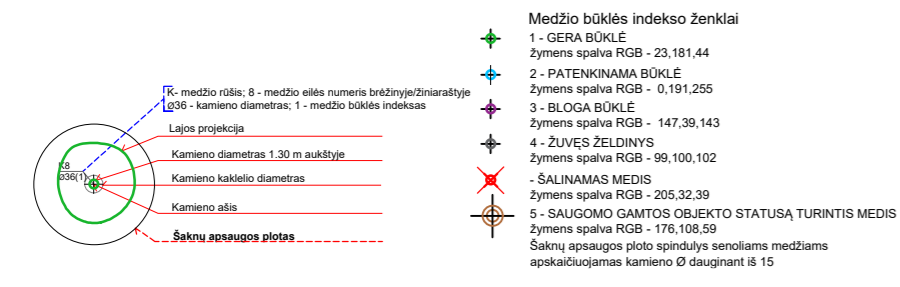 K- medžio rūšis; 8 - medžio eilės numeris brėžinyje/žiniaraštyje
Ø36 - kamieno diametras; 1 - medžio būklės indeksas
Lajos projekcija
Kamieno diametras 1.30 m aukštyje
K8
Ø36(1)
Kamieno kaklelio diametras
Kamieno ašis
Šaknų apsaugos plotas
Medžio būklės indekso ženklai
1 - GERA BŪKLĖ
žymens spalva RGB - 23,181,44
2 - PATENKINAMA BŪKLĖ
žymens spalva RGB - 0,191,255
3 - BLOGA BŪKLĖ
žymens spalva RGB - 147,39,143
4 - ŽUVĘS ŽELDINYS
žymens spalva RGB - 99,100,102
- ŠALINAMAS MEDIS
žymens spalva RGB - 205,32,39
5 - SAUGOMO GAMTOS OBJEKTO STATUSĄ TURINTIS MEDIS
žymens spalva RGB - 176,108,59
Šaknų apsaugos ploto spindulys senoliams medžiams
apskaičiuojamas kamieno Ø dauginant iš 15